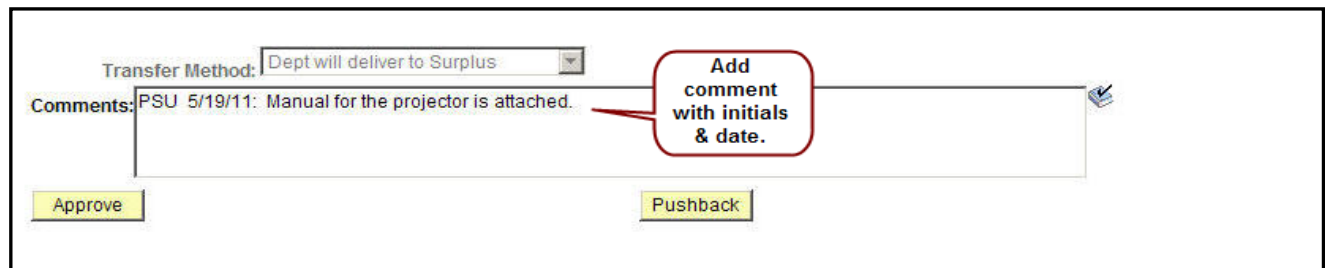 Transfer Method: Dept will deliver to Surplus
Comments: PSU 5/19/11: Manual for the projector is attached.
Add
comment
with initials
& date.
Approve
Pushback